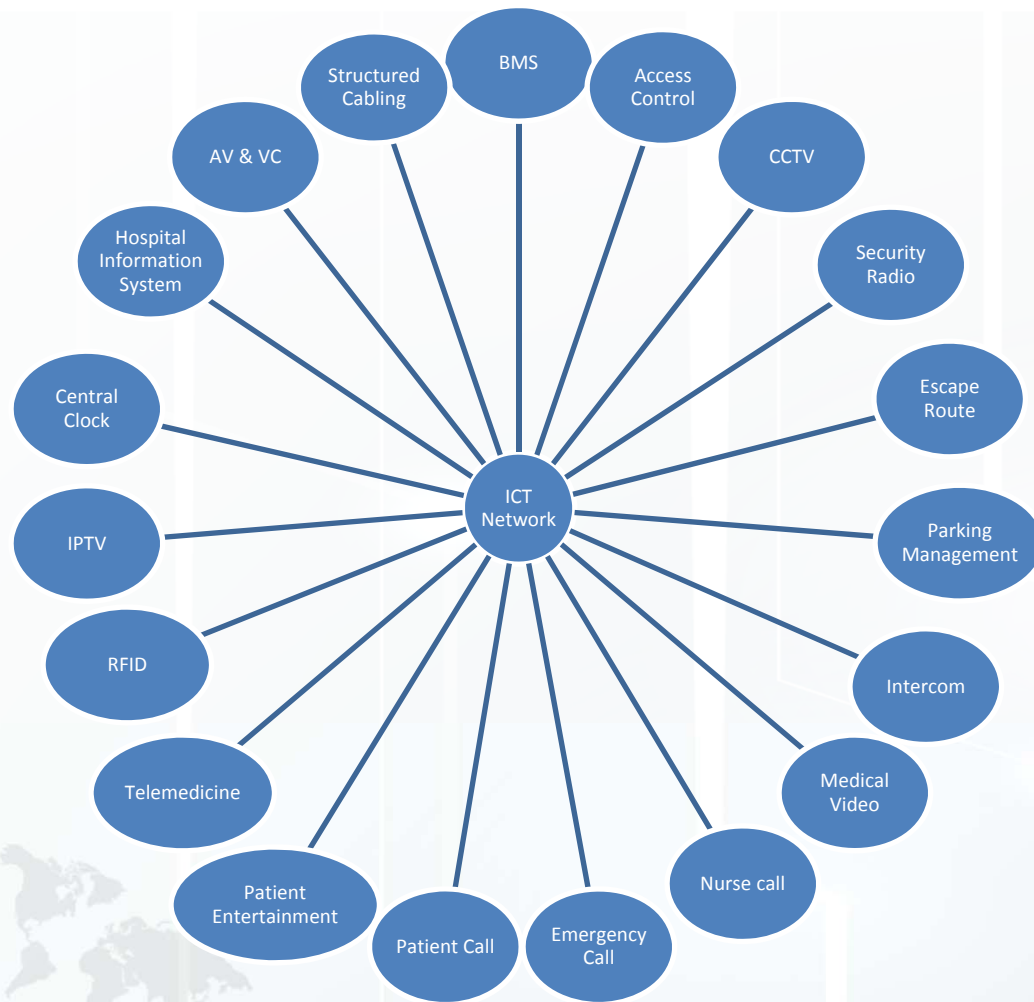 BMS
Access
Control
CCTV
Security
Radio
Escape
Route
Parking
Management
Intercom
Medical
Video
Nurse call
Emergency
Call
Patient Call
Patient
Entertainment
Telemedicine
RFID
IPTV
Central
Clock
Hospital
Information
System
AV & VC
Structured
Cabling
ICT
Network